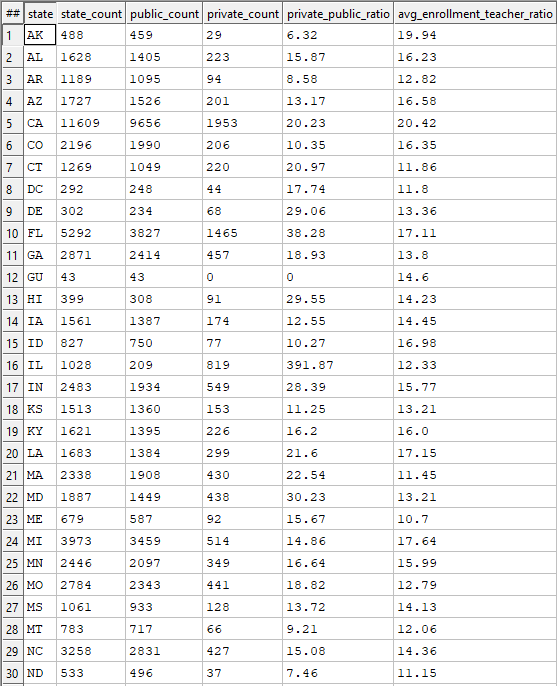 ## state state_count public_count private_count private_public_ratio avg_enrollment_teacher_ratio
1 AK 488 459 29 6.32 19.94
2 AL 1628 1405 223 15.87 16.23
3 AR 1189 1095 94 8.58 12.82
4 AZ 1727 1526 201 13.17 16.58
5 CA 11609 9656 1953 20.23 20.42
6 CO 2196 1990 206 10.35 16.35
7 CT 1269 1049 220 20.97 11.86
8 DC 292 248 44 17.74 11.8
9 DE 302 234 68 29.06 13.36
10 FL 5292 3827 1465 38.28 17.11
11 GA 2871 2414 457 18.93 13.8
12 GU 43 43 0 0 14.6
13 HI 399 308 91 29.55 14.23
14 IA 1561 1387 174 12.55 14.45
15 ID 827 750 77 10.27 16.98
16 IL 1028 209 819 391.87 12.33
17 IN 2483 1934 549 28.39 15.77
18 KS 1513 1360 153 11.25 13.21
19 KY 1621 1395 226 16.2 16.0
20 LA 1683 1384 299 21.6 17.15
21 MA 2338 1908 430 22.54 11.45
22 MD 1887 1449 438 30.23 13.21
23 ME 679 587 92 15.67 10.7
24 MI 3973 3459 514 14.86 17.64
25 MN 2446 2097 349 16.64 15.99
26 MO 2784 2343 441 18.82 12.79
27 MS 1061 933 128 13.72 14.13
28 MT 783 717 66 9.21 12.06
29 NC 3258 2831 427 15.08 14.36
30 ND 533 496 37 7.46 11.15